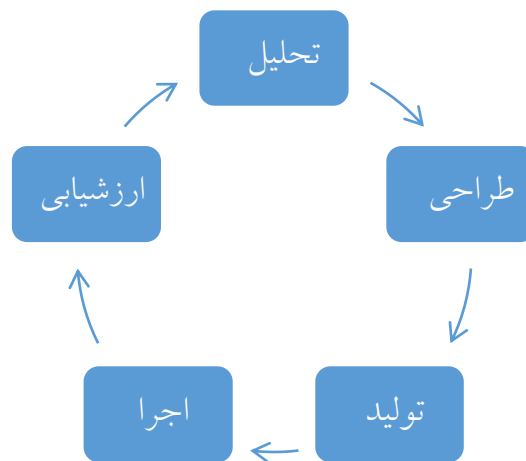 تحلیل
طراحی
تولید
اجرا
ارزشیابی